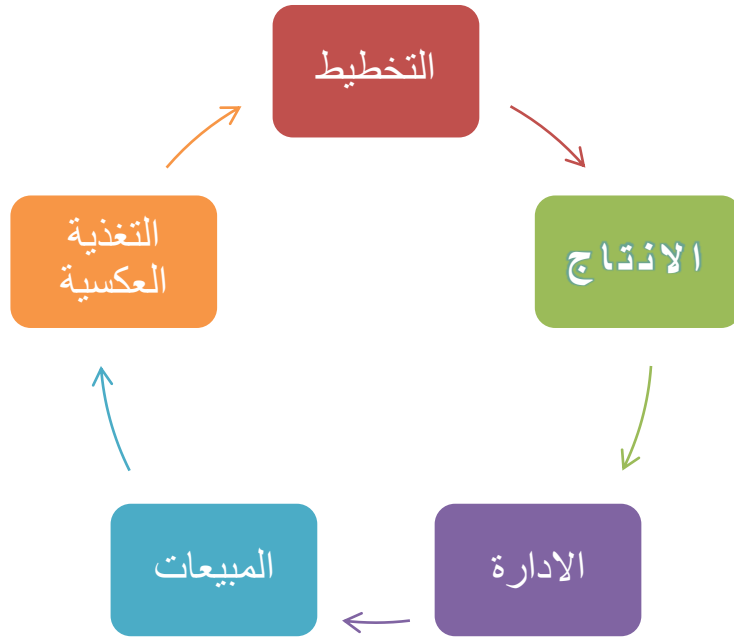 التخطيط
الانتاج
الادارة
المبيعات
التغذية
العكسية